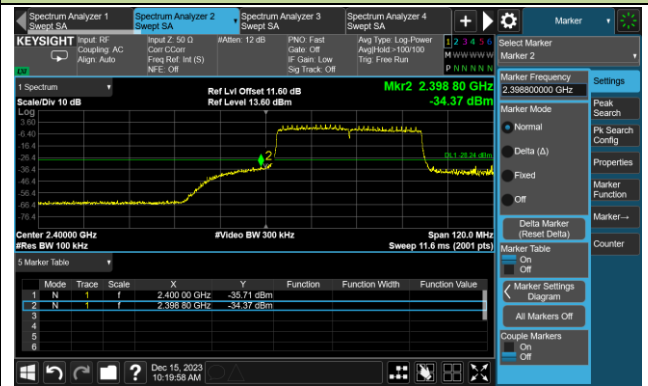 Spectrum Analyzer 1
Swept SA
Spectrum Analyzer 2
Swept SA
Spectrum Analyzer 3
Swept SA
Spectrum Analyzer 4
Swept SA
+
Marker
KEYSIGHT
Input: RF
Coupling: AC
Align: Auto
Input Z: 50 Ω
Corr CCorr
Freq Ref: Int (S)
NFE: Off
#Atten: 12 dB
PNO: Fast
Gate: Off
IF Gain: Low
Sig Track: Off
Avg Type: Log-Power
Avg|Hold >100/100
Trig: Free Run
1 2 3 4 5 6
M W W W W W
P N N N N N
Select Marker
Marker 2
1 Spectrum
Scale/Div 10 dB
Log
Ref Lvl Offset 11.60 dB
Ref Level 13.60 dBm
Mkr2 2.398 80 GHz
-34.37 dBm
3.60
-6.40
-16.4
-26.4
-36.4
-46.4
-56.4
-66.4
-76.4
2
DL1 -26.24 dBm
Center 2.40000 GHz
#Res BW 100 kHz
#Video BW 300 kHz
Span 120.0 MHz
Sweep 11.6 ms (2001 pts)
5 Marker Table
Mode Trace Scale X Y Function Function Width Function Value
1 N 1 f 2.400 00 GHz -35.71 dBm
2 N 1 f 2.398 80 GHz -34.37 dBm
3
4
5
6
Marker Frequency
2.398800000 GHz
Marker Mode
Normal
Delta (Δ)
Fixed
Off
Delta Marker
(Reset Delta)
Marker Table
On
Off
Marker Settings
Diagram
All Markers Off
Couple Markers
On
Off
Settings
Peak
Search
Pk Search
Config
Properties
Marker
Function
Marker→
Counter
?
Dec 15, 2023
10:19:58 AM